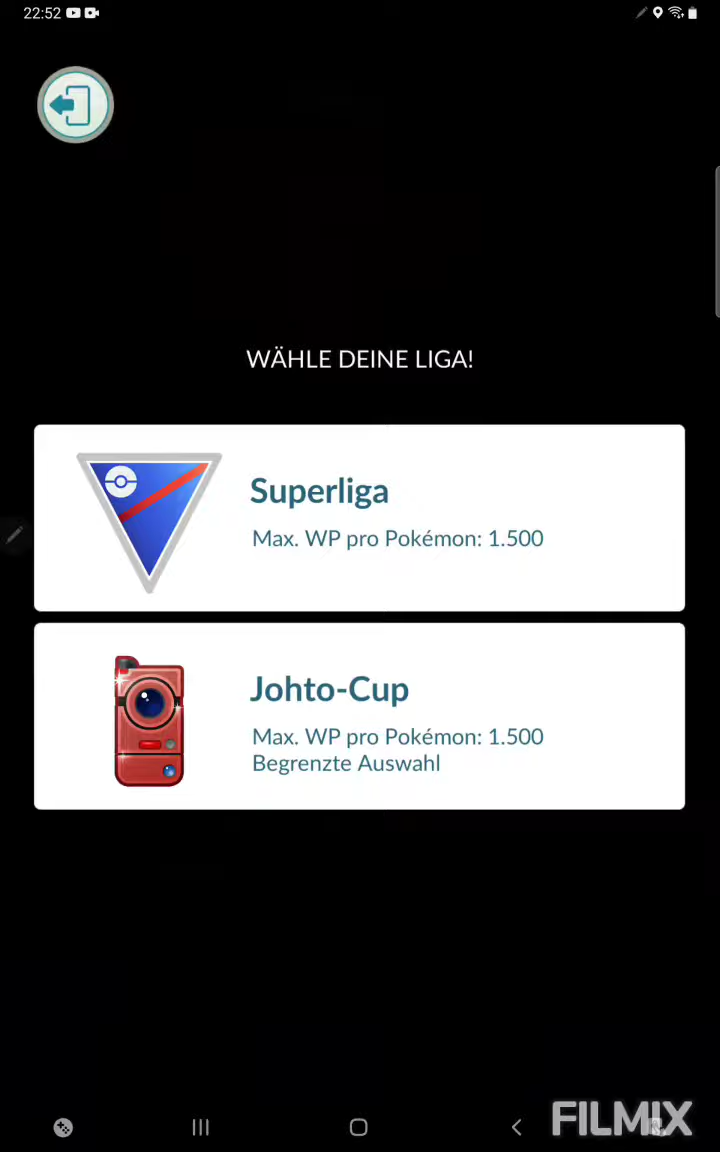 22:52
WÄHLE DEINE LIGA!
Superliga
Max. WP pro Pokémon: 1.500
Johto-Cup
Max. WP pro Pokémon: 1.500
Begrenzte Auswahl
FILMIX